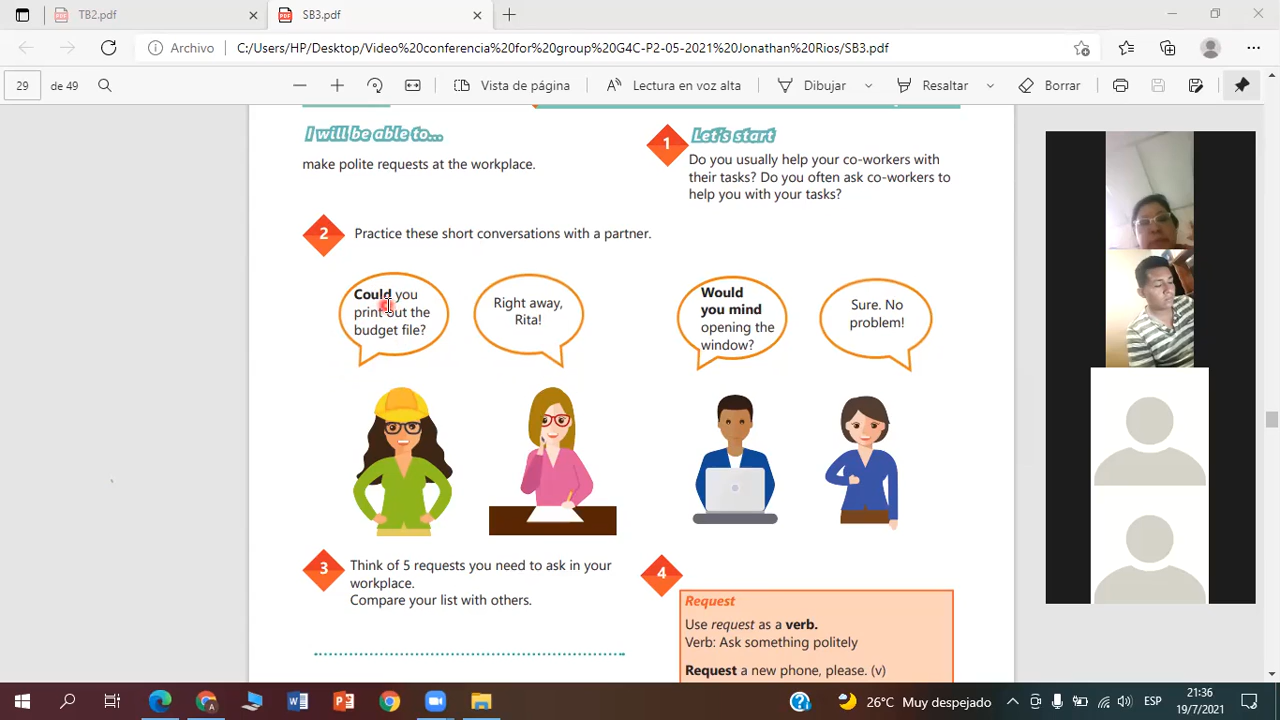 TB2.pdf
SB3.pdf
Archivo
C:/Users/HP/Desktop/Video%20conferencia%20for%20group%20G4C-P2-05-2021%20Jonathan%20Rios/SB3.pdf
29 de 49
Vista de página
Lectura en voz alta
Dibujar
Resaltar
Borrar
I will be able to...
make polite requests at the workplace.
1
Let's start
Do you usually help your co-workers with
their tasks? Do you often ask co-workers to
help you with your tasks?
2
Practice these short conversations with a partner.
Could you
print out the
budget file?
Right away,
Rita!
Would
you mind
opening the
window?
Sure. No
problem!
3
Think of 5 requests you need to ask in your
workplace.
Compare your list with others.
4
Request
Use request as a verb.
Verb: Ask something politely
Request a new phone, please. (v)
26°C Muy despejado
ESP
21:36
19/7/2021